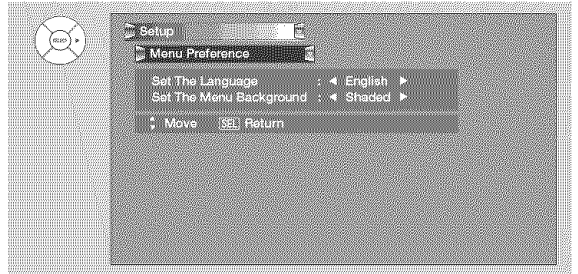 Setup
Menu Preference
Set The Language : ◄ English ►
Set The Menu Background : ◄ Shaded ►
Move SEL Return